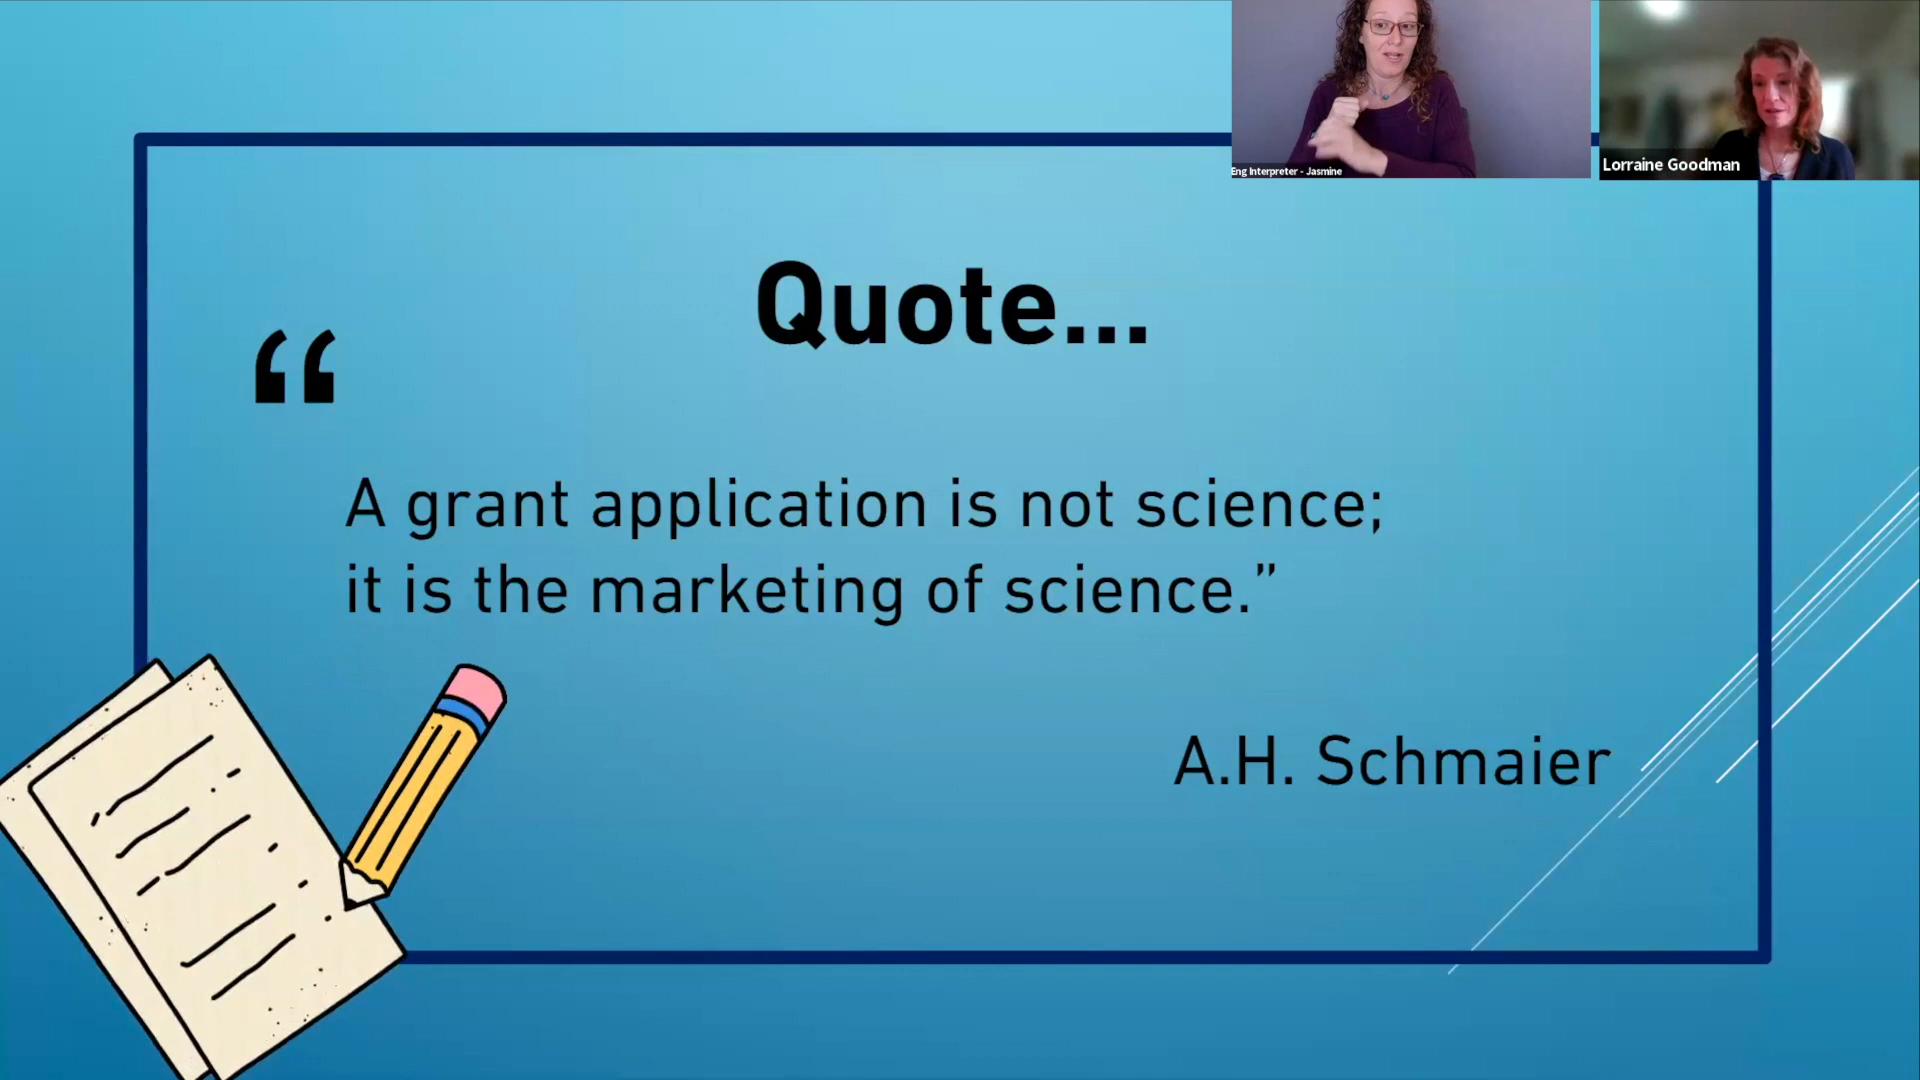 Eng Interpreter - Jasmine
Lorraine Goodman
Quote...
“
A grant application is not science;
it is the marketing of science.”
A.H. Schmaier